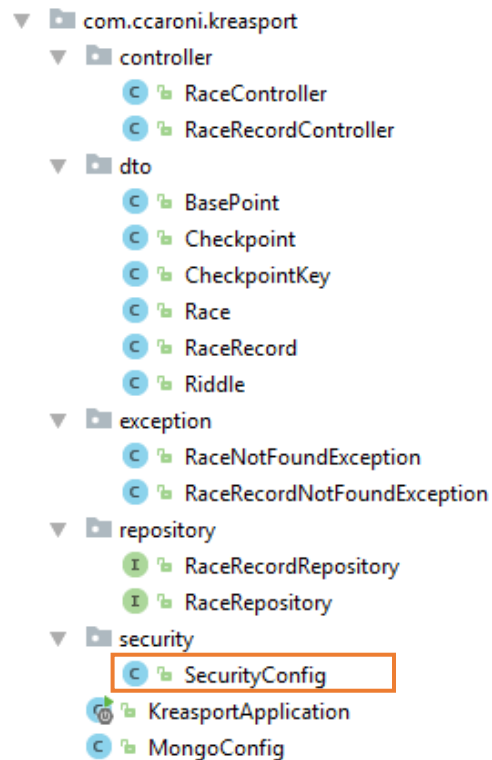 com.ccaroni.kreasport
controller
C RaceController
C RaceRecordController
dto
C BasePoint
C Checkpoint
C CheckpointKey
C Race
C RaceRecord
C Riddle
exception
C RaceNotFoundException
C RaceRecordNotFoundException
repository
I RaceRecordRepository
I RaceRepository
security
C SecurityConfig
C KreasportApplication
C MongoConfig